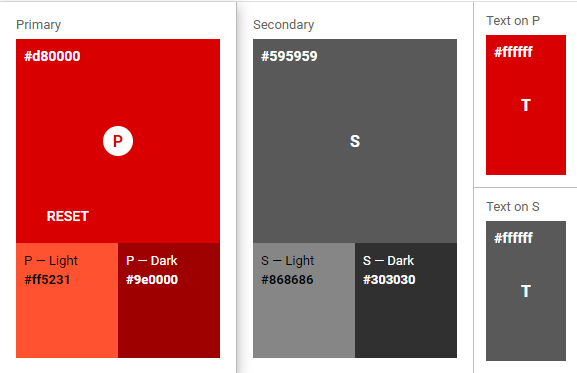 Primary
#d80000
P
RESET
P — Light
#ff5231
P — Dark
#9e0000
Secondary
#595959
S
S — Light
#868686
S — Dark
#303030
Text on P
#ffffff
T
Text on S
#ffffff
T